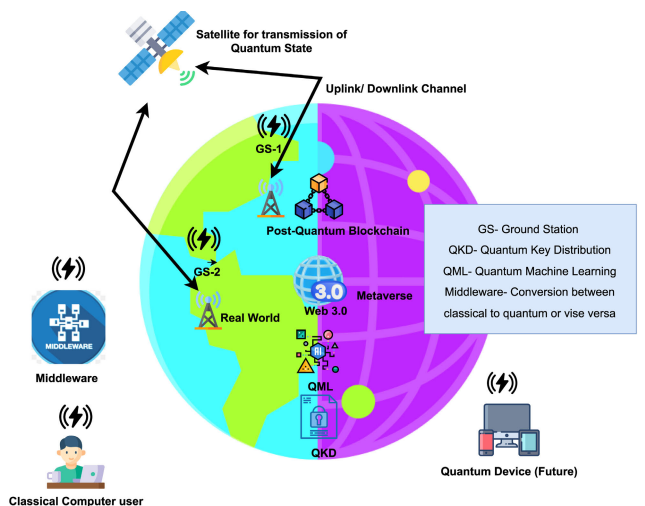 Satellite for transmission of
Quantum State
Uplink/ Downlink Channel
GS-1
Post-Quantum Blockchain
GS-2
GS- Ground Station
QKD- Quantum Key Distribution
QML- Quantum Machine Learning
Middleware- Conversion between
classical to quantum or vise versa
3.0
Metaverse
Web 3.0
Real World
MIDDLEWARE
Middleware
AI
QML
QKD
Quantum Device (Future)
Classical Computer user